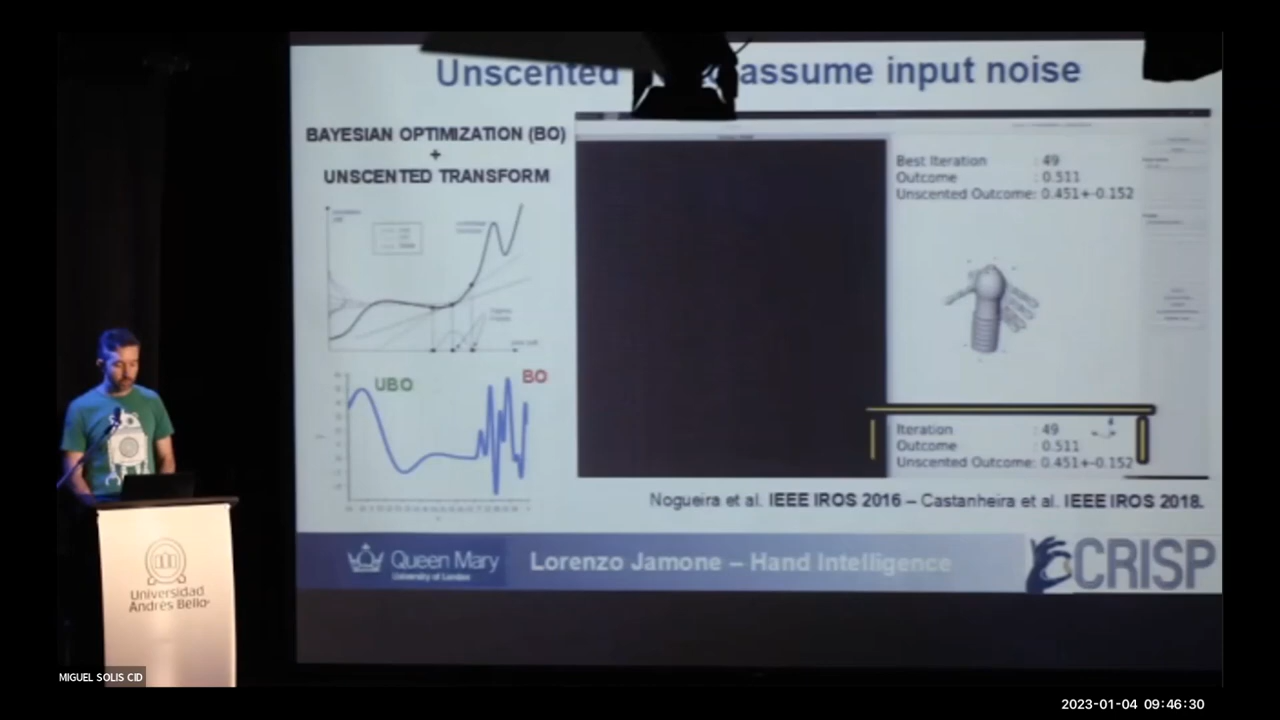 Unscented assume input noise
BAYESIAN OPTIMIZATION (BO)
+
UNSCENTED TRANSFORM
UBO
BO
Best Iteration : 49
Outcome : 0.511
Unscented Outcome: 0.451+-0.152
Iteration : 49
Outcome : 0.511
Unscented Outcome: 0.451+-0.152
Nogueira et al. IEEE IROS 2016 – Castanheira et al. IEEE IROS 2018.
Queen Mary
University of London
Lorenzo Jamone – Hand Intelligence
CRISP
Universidad
Andrés Bello
MIGUEL SOLIS CID
2023-01-04 09:46:30